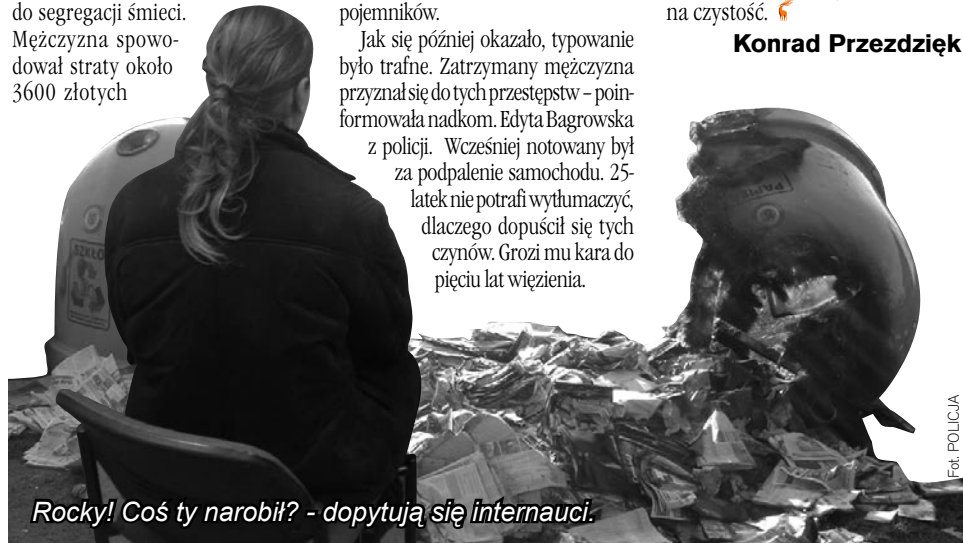 do segregacji śmieci.
Mężczyzna spowo-
dował straty około
3600 złotych
pojemników.
Jak się później okazało, typowanie
było trafne. Zatrzymany mężczyzna
przyznał się do tych przestępstw – poin-
formowała nadkom. Edyta Bagrowska
z policji. Wcześniej notowany był
za podpalenie samochodu. 25-
latek nie potrafi wytłumaczyć,
dlaczego dopuścił się tych
czynów. Grozi mu kara do
pięciu lat więzienia.
na czystość.
Konrad Przezdzięk
SZKŁO
PAPIE
Fot. POLICJA
Rocky! Coś ty narobił? - dopytują się internauci.